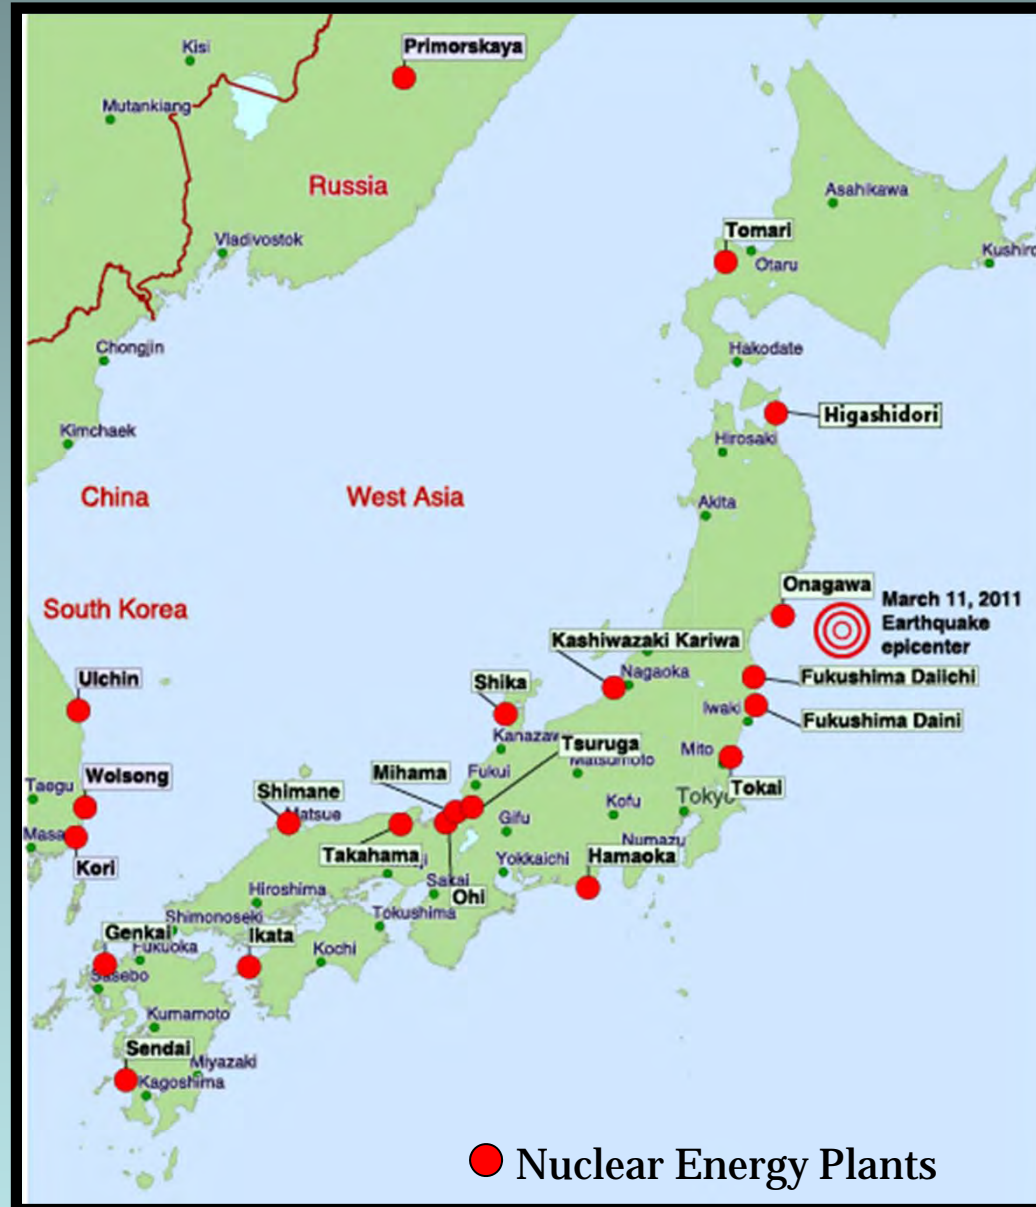 Primorskaya
Kisi
Mutankiang
Russia
Asahikawa
Tomari
Vladivostok
Otaru
Kushiro
Chongjin
Hakodate
Higashidori
Kimchaek
Hirosaki
China
West Asia
Akita
Onagawa
March 11, 2011
Earthquake
epicenter
South Korea
Kashiwazaki Kariwa
Ulchin
Shika
Nagaoka
Fukushima Daiichi
Iwaki
Fukushima Daini
Kanazawa
Tsuruga
Mito
Matsumoto
Wolsong
Mihama
Fukui
Taegu
Shimane
Tokyo
Tokai
Matsue
Kofu
Gifu
Masa
Numazu
Takahama
Hamaoka
Kori
Yokkaichi
Sakai
Ohi
Hiroshima
Shimonoseki
Tokushima
Genkai
Ikata
Fukuoka
Kochi
Sasebo
Kumamoto
Sendai
Miyazaki
Kagoshima
Nuclear Energy Plants